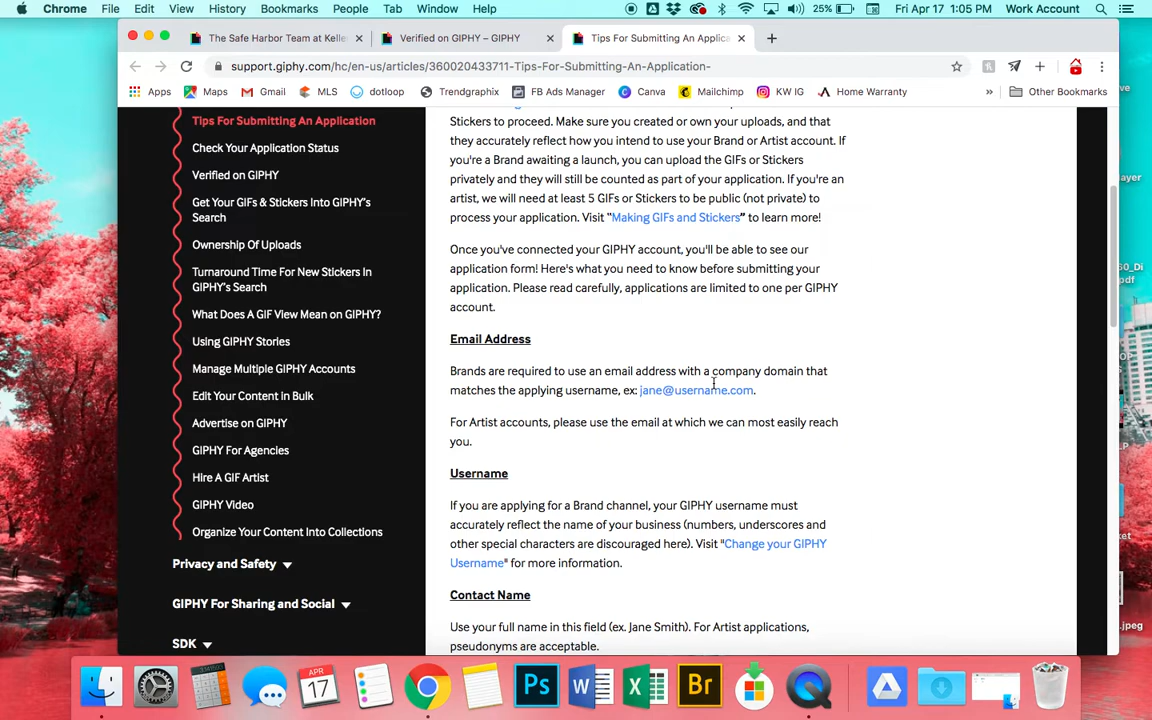 Chrome File Edit View History Bookmarks People Tab Window Help 25% Fri Apr 17 1:05 PM Work Account
The Safe Harbor Team at Kelle Verified on GIPHY – GIPHY Tips For Submitting An Applica
support.giphy.com/hc/en-us/articles/360020433711-Tips-For-Submitting-An-Application-
Apps Maps Gmail MLS dotloop Trendgraphix FB Ads Manager Canva Mailchimp KW IG Home Warranty » Other Bookmarks
Tips For Submitting An Application
Check Your Application Status
Verified on GIPHY
Get Your GIFs & Stickers Into GIPHY's
Search
Ownership Of Uploads
Turnaround Time For New Stickers In
GIPHY's Search
What Does A GIF View Mean on GIPHY?
Using GIPHY Stories
Manage Multiple GIPHY Accounts
Edit Your Content in Bulk
Advertise on GIPHY
GIPHY For Agencies
Hire A GIF Artist
GIPHY Video
Organize Your Content Into Collections
Privacy and Safety
GIPHY For Sharing and Social
SDK
Stickers to proceed. Make sure you created or own your uploads, and that
they accurately reflect how you intend to use your Brand or Artist account. If
you're a Brand awaiting a launch, you can upload the GIFs or Stickers
privately and they will still be counted as part of your application. If you're an
artist, we will need at least 5 GIFs or Stickers to be public (not private) to
process your application. Visit "Making GIFs and Stickers" to learn more!
Once you've connected your GIPHY account, you'll be able to see our
application form! Here's what you need to know before submitting your
application. Please read carefully, applications are limited to one per GIPHY
account.
Email Address
Brands are required to use an email address with a company domain that
matches the applying username, ex: jane@username.com.
For Artist accounts, please use the email at which we can most easily reach
you.
Username
If you are applying for a Brand channel, your GIPHY username must
accurately reflect the name of your business (numbers, underscores and
other special characters are discouraged here). Visit "Change your GIPHY
Username" for more information.
Contact Name
Use your full name in this field (ex. Jane Smith). For Artist applications,
pseudonyms are acceptable.
APR
17
Ps
W
X
Br
.jpeg